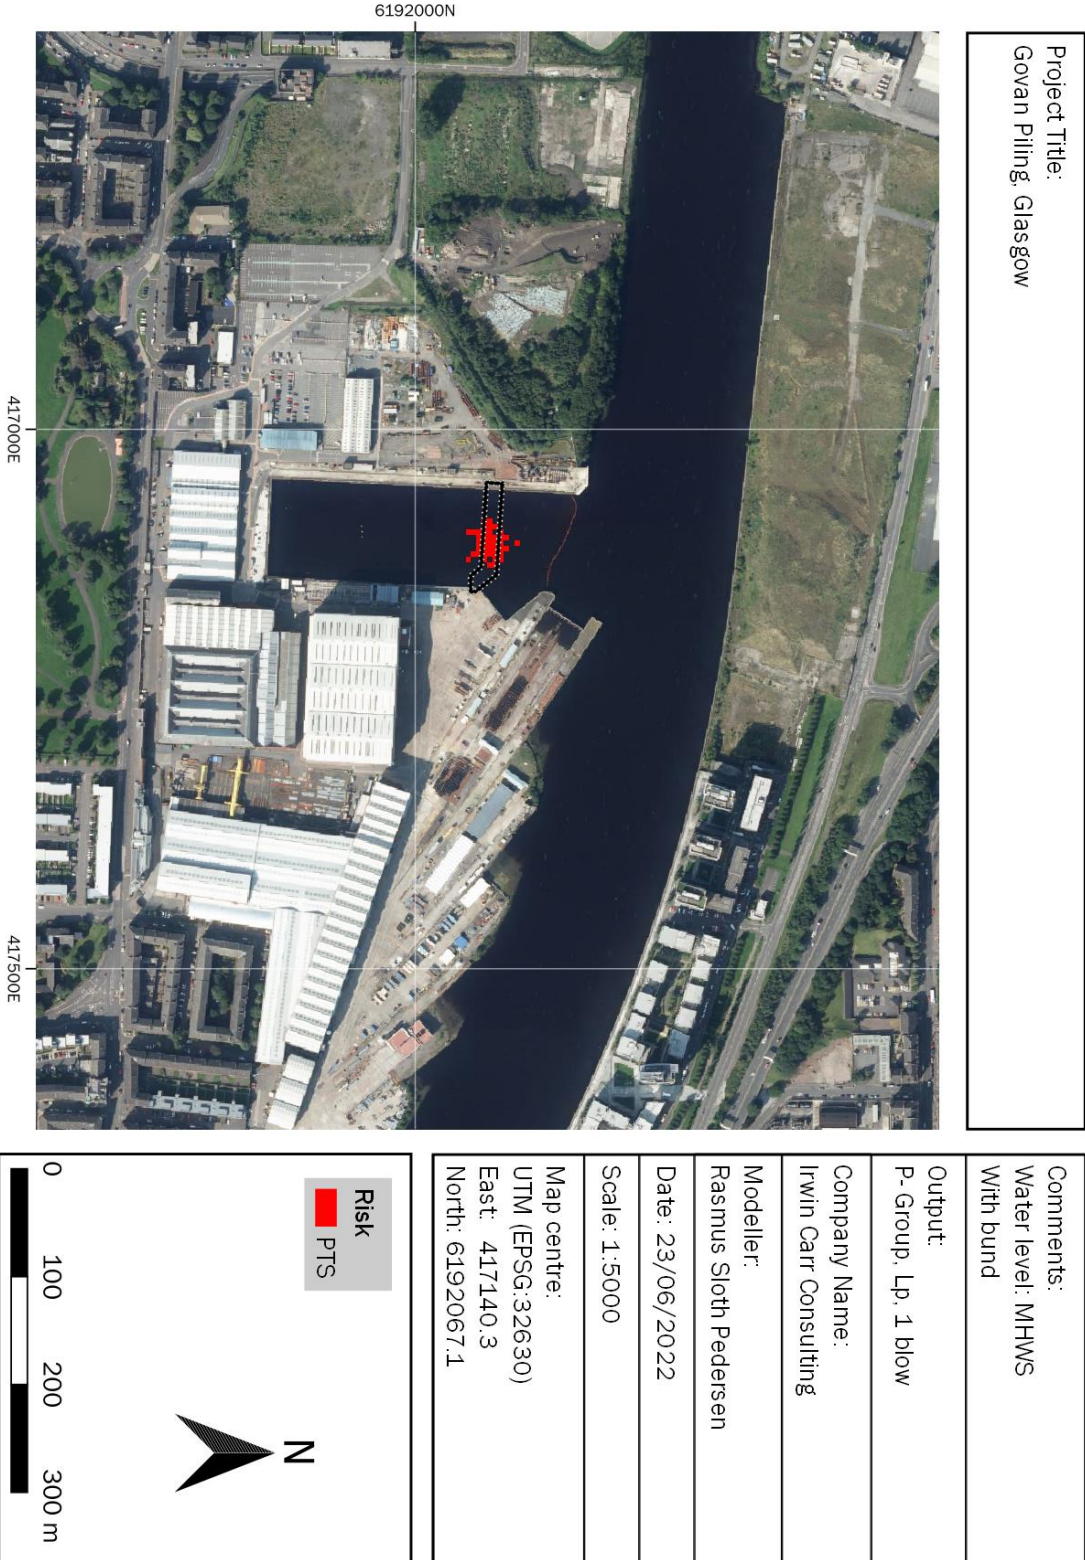 Project Title:
Govan Piling, Glasgow
Comments:
Water level: MHWS
With bund
Output:
P- Group, Lp, 1 blow
Company Name:
Irwin Carr Consulting
Modeller:
Rasmus Sloth Pedersen
Date: 23/06/2022
Scale: 1:5000
Map centre:
UTM (EPSG:32630)
East: 417140.3
North: 6192067.1
Risk
PTS
N
0 100 200 300 m
6192000N
417000E
417500E